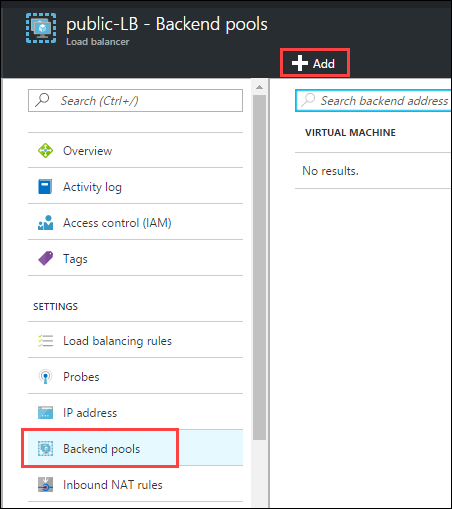 public-LB - Backend pools
Load balancer
Add
Search (Ctrl+/)
Overview
Activity log
Access control (IAM)
Tags
SETTINGS
Load balancing rules
Probes
IP address
Backend pools
Inbound NAT rules
Search backend address
VIRTUAL MACHINE
No results.